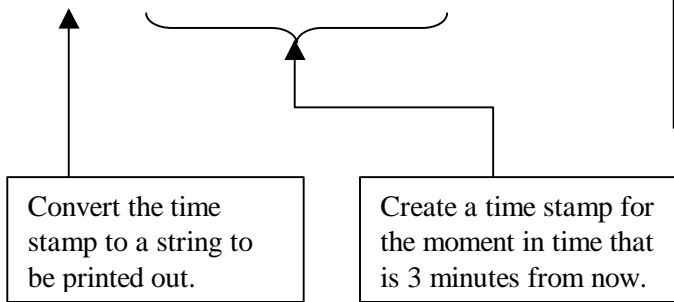 Convert the time
stamp to a string to
be printed out.
Create a time stamp for
the moment in time that
is 3 minutes from now.